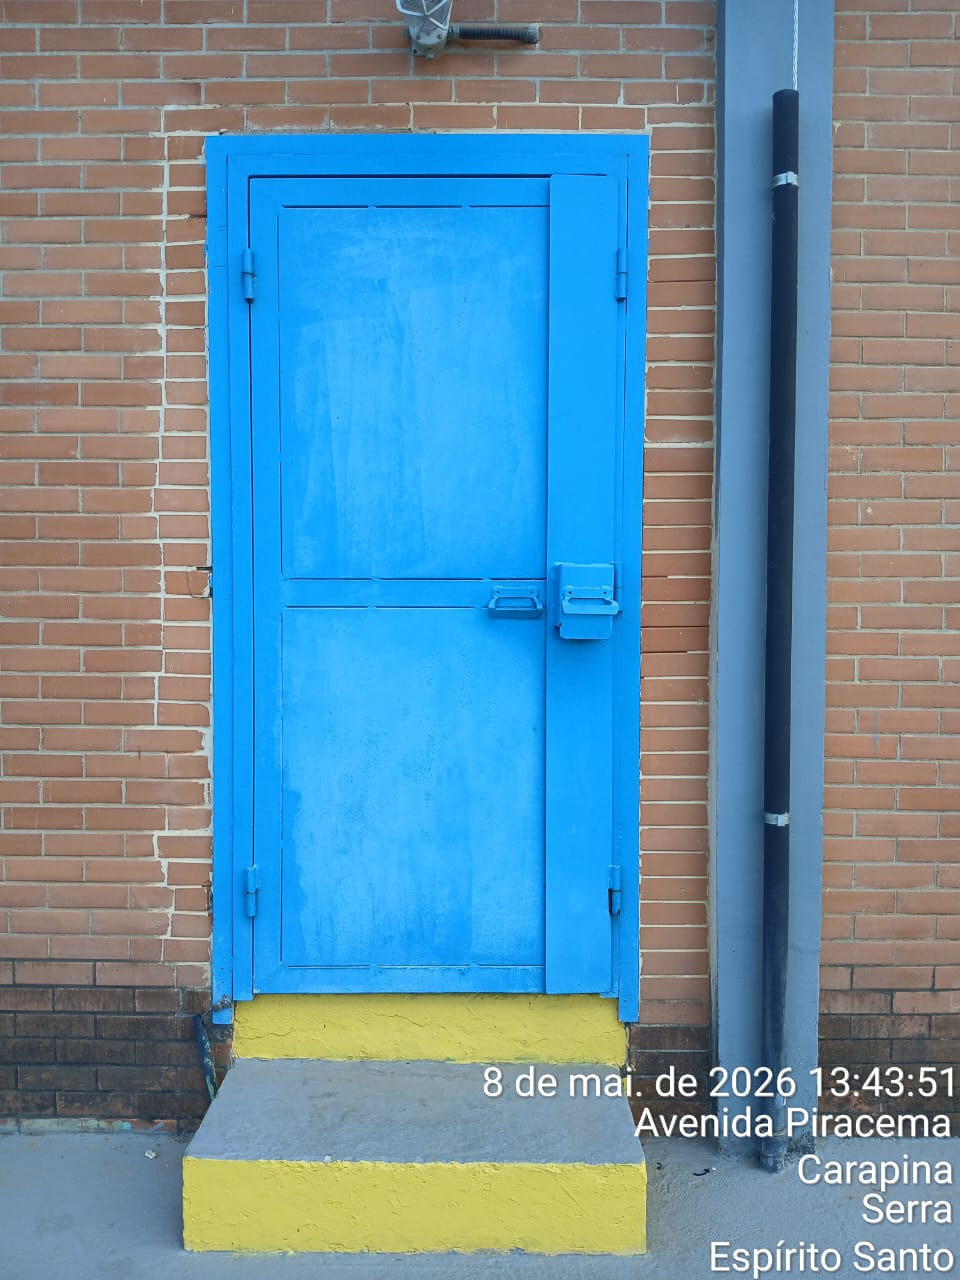 8 de mai. de 2026 13:43:51
Avenida Piracema
Carapina
Serra
Espírito Santo